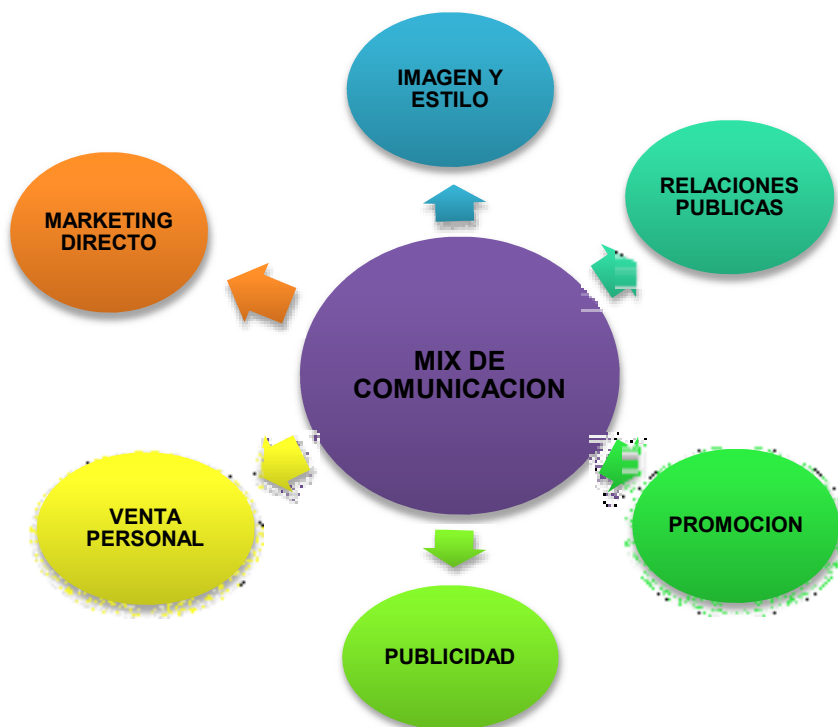 IMAGEN Y
ESTILO
RELACIONES
PUBLICAS
MARKETING
DIRECTO
MIX DE
COMUNICACION
VENTA
PERSONAL
PROMOCION
PUBLICIDAD